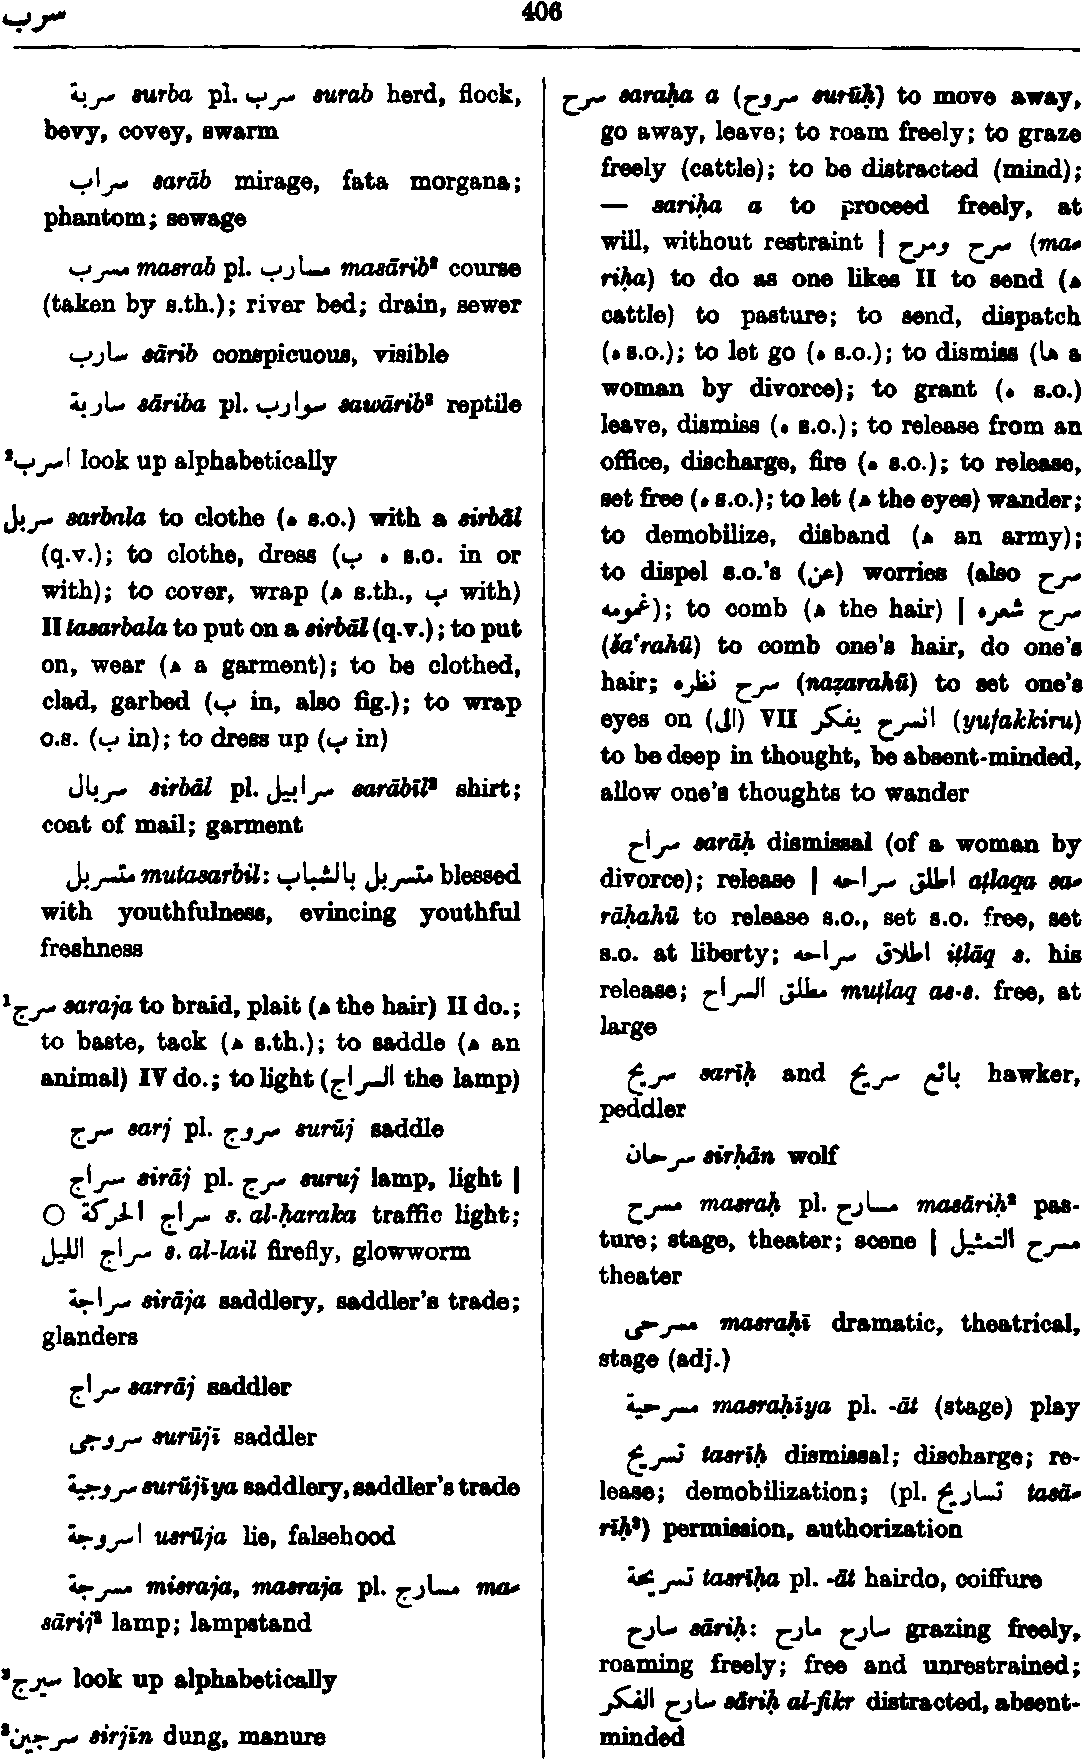 سرب
406
سربة surba pl. سرب surab herd, flock,
bevy, covey, swarm
سراب sarāb mirage, fata morgana;
phantom; sewage
مسرب masrab pl. مسارب masārib² course
(taken by s.th.); river bed; drain, sewer
سارب sārib conspicuous, visible
ساربة sāriba pl. سوارب sawārib² reptile
²اسرب look up alphabetically
سربل sarbala to clothe (ه s.o.) with a sirbāl
(q.v.); to clothe, dress (ب ه s.o. in or
with); to cover, wrap (ﻫ s.th., ب with)
II tasarbala to put on a sirbāl (q.v.); to put
on, wear (ﻫ a garment); to be clothed,
clad, garbed (ب in, also fig.); to wrap
o.s. (ب in); to dress up (ب in)
سربال sirbāl pl. سرابيل sarābīl² shirt;
coat of mail; garment
متسربل mutasarbil: متسربل بالشباب blessed
with youthfulness, evincing youthful
freshness
¹سرج saraja to braid, plait (ﻫ the hair) II do.;
to baste, tack (ﻫ s.th.); to saddle (ﻫ an
animal) IV do.; to light (السراج the lamp)
سرج sarj pl. سروج surūj saddle
سراج sirāj pl. سرج suruj lamp, light |
○ سراج الحركة s. al-ḥaraka traffic light;
سراج الليل s. al-lail firefly, glowworm
سراجة sirāja saddlery, saddler's trade;
glanders
سراج sarrāj saddler
سروجى surūjī saddler
سروجية surūjīya saddlery, saddler's trade
اسروجة usrūja lie, falsehood
مسرجة misraja, masraja pl. مسارج ma-
sārij² lamp; lampstand
²سيرج look up alphabetically
³سرجين sirjīn dung, manure
سرح saraḥa a (سروح surūḥ) to move away,
go away, leave; to roam freely; to graze
freely (cattle); to be distracted (mind);
— sariḥa a to proceed freely, at
will, without restraint | سرح ومرح (ma-
riḥa) to do as one likes II to send (ﻫ
cattle) to pasture; to send, dispatch
(ه s.o.); to let go (ه s.o.); to dismiss (ها a
woman by divorce); to grant (ه s.o.)
leave, dismiss (ه s.o.); to release from an
office, discharge, fire (ه s.o.); to release,
set free (ه s.o.); to let (ﻫ the eyes) wander;
to demobilize, disband (ﻫ an army);
to dispel s.o.'s (عن) worries (also سرح
غمومه); to comb (ﻫ the hair) | سرح شعره
(ša'rahū) to comb one's hair, do one's
hair; سرح نظره (naẓarahū) to set one's
eyes on (الى) VII انسرح يفكر (yufakkiru)
to be deep in thought, be absent-minded,
allow one's thoughts to wander
سراح sarāḥ dismissal (of a woman by
divorce); release | اطلق سراحه aṭlaqa sa-
rāḥahū to release s.o., set s.o. free, set
s.o. at liberty; اطلاق سراحه iṭlāq s. his
release; مطلق السراح muṭlaq as-s. free, at
large
سريح sarīḥ and بائع سريح hawker,
peddler
سرحان sirḥān wolf
مسرح masraḥ pl. مسارح masāriḥ² pas-
ture; stage, theater; scene | مسرح التمثيل
theater
مسرحى masraḥī dramatic, theatrical,
stage (adj.)
مسرحية masraḥīya pl. -āt (stage) play
تسريح tasrīḥ dismissal; discharge; re-
lease; demobilization; (pl. تساريح tasā-
rīḥ²) permission, authorization
تسريحة tasrīḥa pl. -āt hairdo, coiffure
سارح sāriḥ: سارح مارح grazing freely,
roaming freely; free and unrestrained;
سارح الفكر sāriḥ al-fikr distracted, absent-
minded